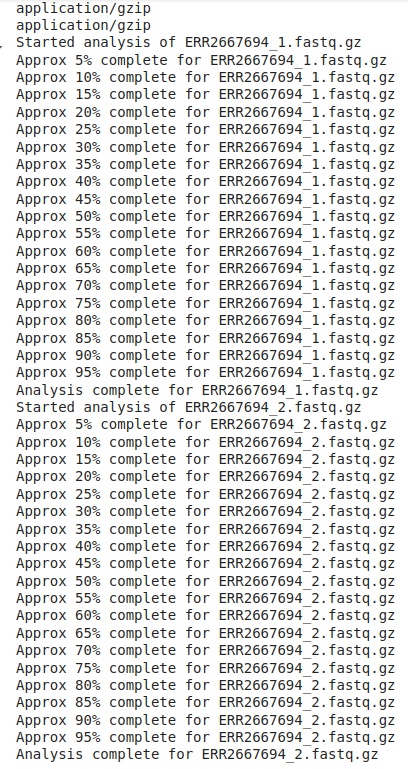 application/gzip
application/gzip
Started analysis of ERR2667694_1.fastq.gz
Approx 5% complete for ERR2667694_1.fastq.gz
Approx 10% complete for ERR2667694_1.fastq.gz
Approx 15% complete for ERR2667694_1.fastq.gz
Approx 20% complete for ERR2667694_1.fastq.gz
Approx 25% complete for ERR2667694_1.fastq.gz
Approx 30% complete for ERR2667694_1.fastq.gz
Approx 35% complete for ERR2667694_1.fastq.gz
Approx 40% complete for ERR2667694_1.fastq.gz
Approx 45% complete for ERR2667694_1.fastq.gz
Approx 50% complete for ERR2667694_1.fastq.gz
Approx 55% complete for ERR2667694_1.fastq.gz
Approx 60% complete for ERR2667694_1.fastq.gz
Approx 65% complete for ERR2667694_1.fastq.gz
Approx 70% complete for ERR2667694_1.fastq.gz
Approx 75% complete for ERR2667694_1.fastq.gz
Approx 80% complete for ERR2667694_1.fastq.gz
Approx 85% complete for ERR2667694_1.fastq.gz
Approx 90% complete for ERR2667694_1.fastq.gz
Approx 95% complete for ERR2667694_1.fastq.gz
Analysis complete for ERR2667694_1.fastq.gz
Started analysis of ERR2667694_2.fastq.gz
Approx 5% complete for ERR2667694_2.fastq.gz
Approx 10% complete for ERR2667694_2.fastq.gz
Approx 15% complete for ERR2667694_2.fastq.gz
Approx 20% complete for ERR2667694_2.fastq.gz
Approx 25% complete for ERR2667694_2.fastq.gz
Approx 30% complete for ERR2667694_2.fastq.gz
Approx 35% complete for ERR2667694_2.fastq.gz
Approx 40% complete for ERR2667694_2.fastq.gz
Approx 45% complete for ERR2667694_2.fastq.gz
Approx 50% complete for ERR2667694_2.fastq.gz
Approx 55% complete for ERR2667694_2.fastq.gz
Approx 60% complete for ERR2667694_2.fastq.gz
Approx 65% complete for ERR2667694_2.fastq.gz
Approx 70% complete for ERR2667694_2.fastq.gz
Approx 75% complete for ERR2667694_2.fastq.gz
Approx 80% complete for ERR2667694_2.fastq.gz
Approx 85% complete for ERR2667694_2.fastq.gz
Approx 90% complete for ERR2667694_2.fastq.gz
Approx 95% complete for ERR2667694_2.fastq.gz
Analysis complete for ERR2667694_2.fastq.gz